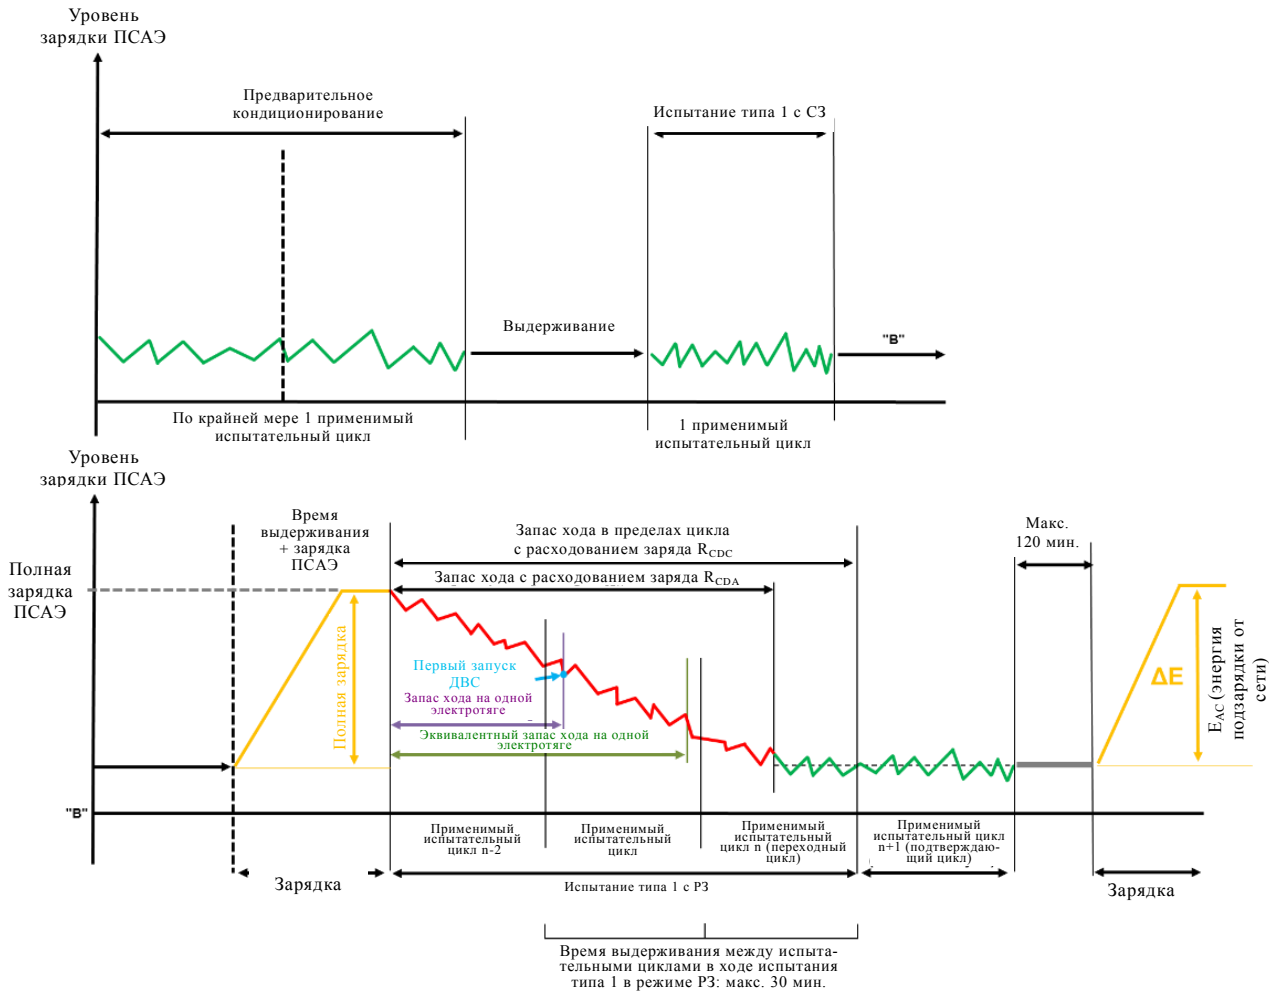 Уровень
зарядки ПСАЭ
Предварительное
кондиционирование
Испытание типа 1 с СЗ
Выдерживание
"В"
По крайней мере 1 применимый
испытательный цикл
1 применимый
испытательный цикл
Уровень
зарядки ПСАЭ
Время
выдерживания
+ зарядка
ПСАЭ
Запас хода в пределах цикла
с расходованием заряда RCDC
Макс.
120 мин.
Полная
зарядка
ПСАЭ
Запас хода с расходованием заряда RCDA
Полная зарядка
Первый запуск
ДВС
Запас хода на одной
электротяге
Эквивалентный запас хода на одной
электротяге
ΔE
EAC (энергия
подзарядки от
сети)
"В"
Применимый
испытательный
цикл n-2
Применимый
испытательный
цикл
Применимый
испытательный
цикл n (переходный
цикл)
Применимый
испытательный цикл
n+1 (подтверждаю-
щий цикл)
Зарядка
Испытание типа 1 с РЗ
Зарядка
Время выдерживания между испыта-
тельными циклами в ходе испытания
типа 1 в режиме РЗ: макс. 30 мин.